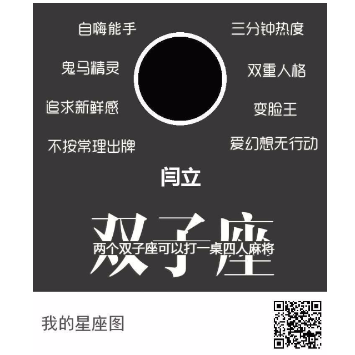 自嗨能手
三分钟热度
鬼马精灵
双重人格
追求新鲜感
变脸王
不按常理出牌
爱幻想无行动
闫立
双子座
两个双子座可以打一桌四人麻将
我的星座图